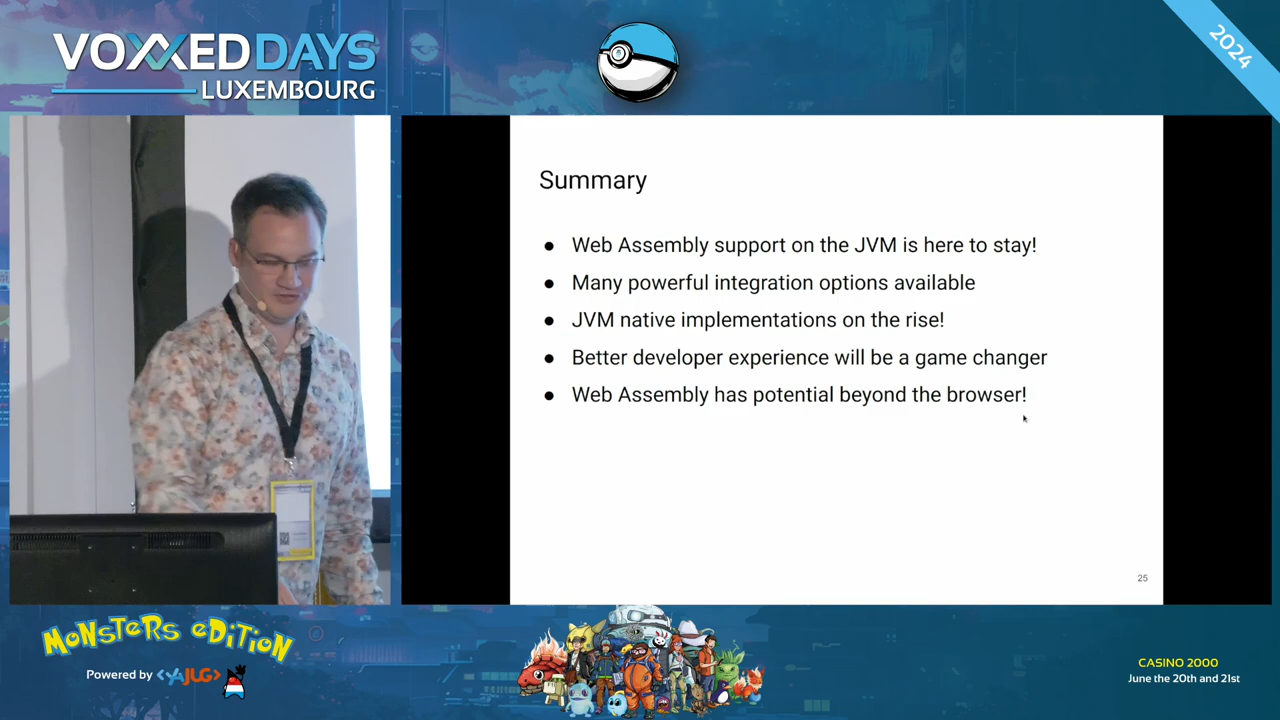 VOXXEDDAYS
LUXEMBOURG
2024
Summary
● Web Assembly support on the JVM is here to stay!
● Many powerful integration options available
● JVM native implementations on the rise!
● Better developer experience will be a game changer
● Web Assembly has potential beyond the browser!
25
MONSTERS EDITION
Powered by <YAJUG>
CASINO 2000
June the 20th and 21st